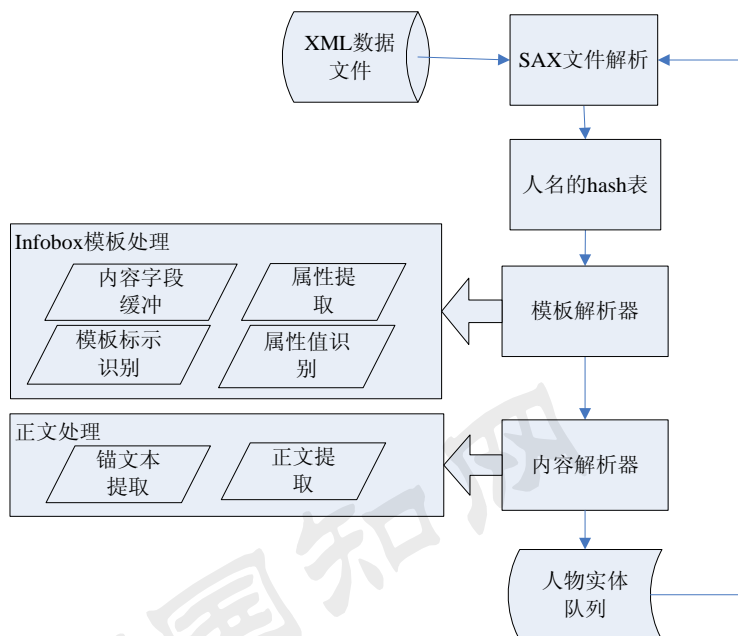 XML数据
文件
SAX文件解析
人名的hash表
Infobox模板处理
内容字段
缓冲
属性提
取
模板标示
识别
属性值识
别
模板解析器
正文处理
锚文本
提取
正文提
取
内容解析器
人物实体
队列
国知网